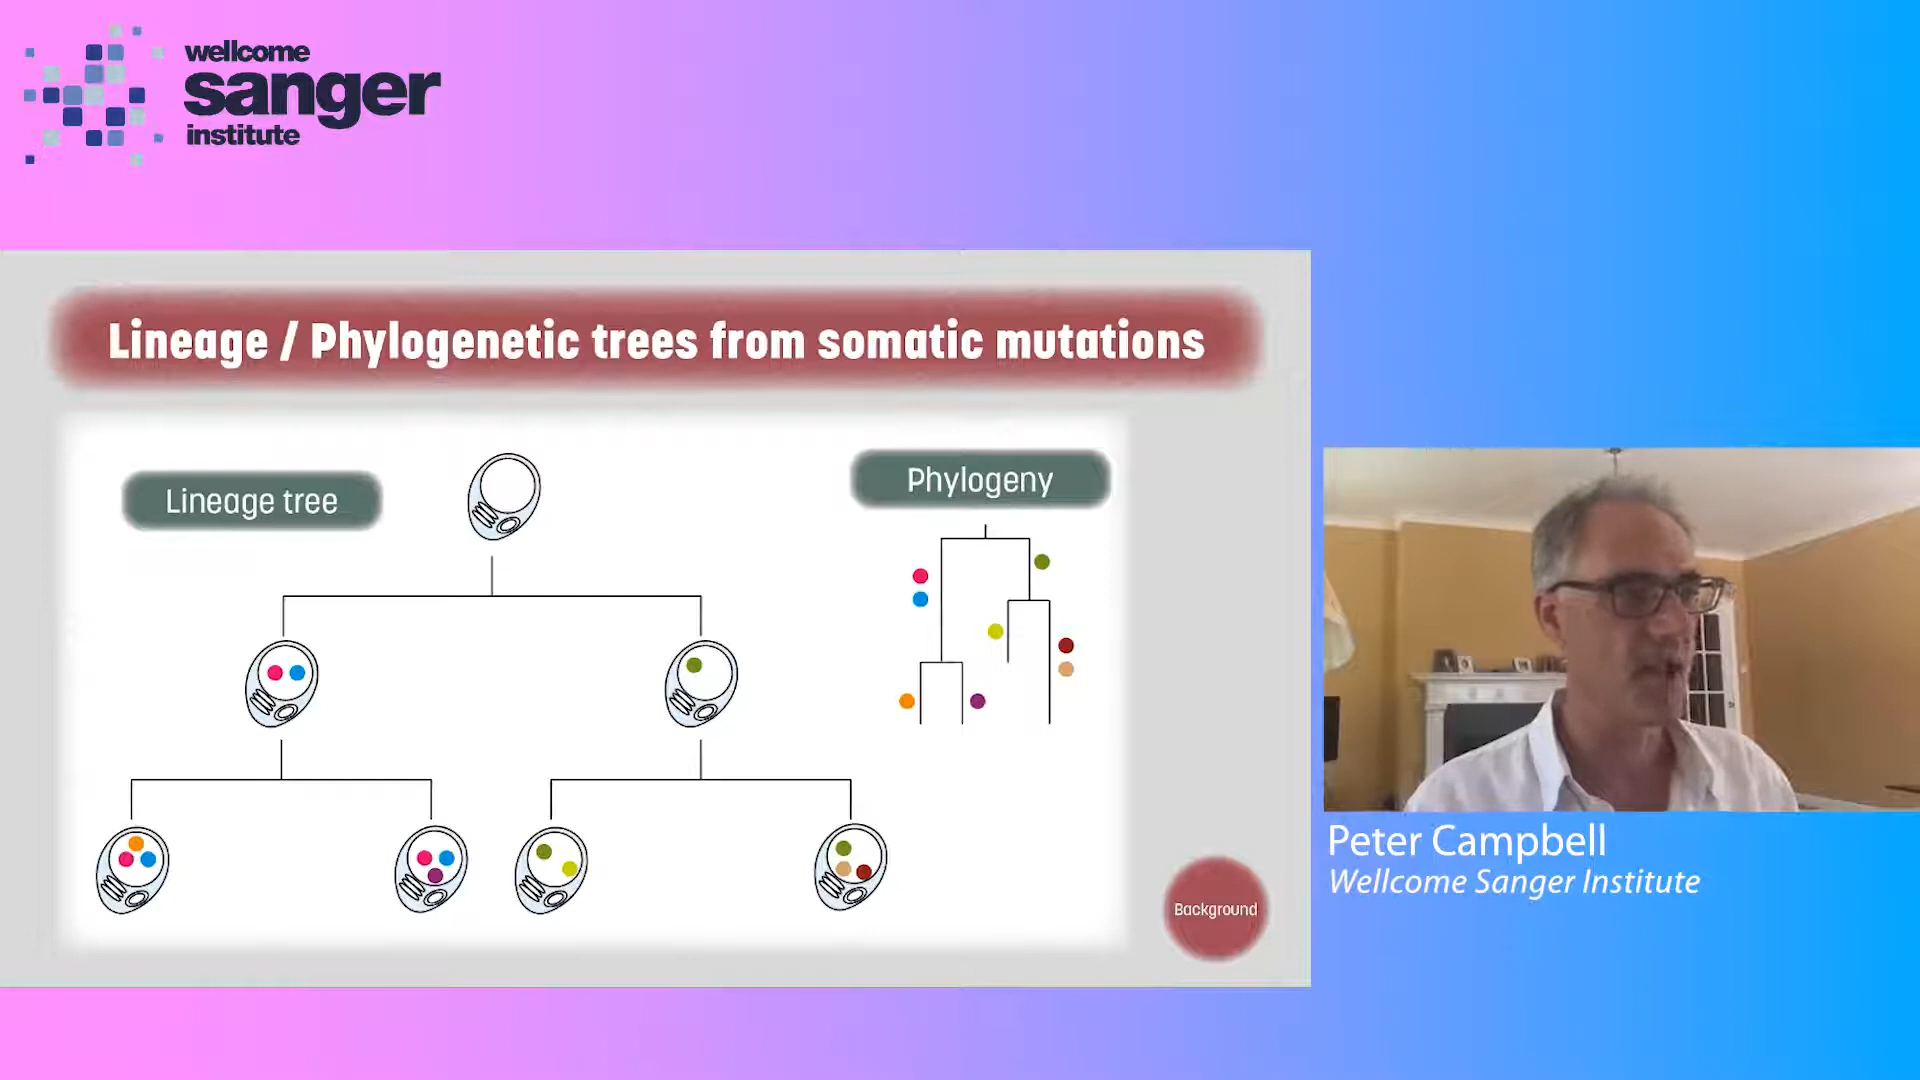 wellcome
sanger
institute
Lineage / Phylogenetic trees from somatic mutations
Lineage tree
Phylogeny
Background
Peter Campbell
Wellcome Sanger Institute